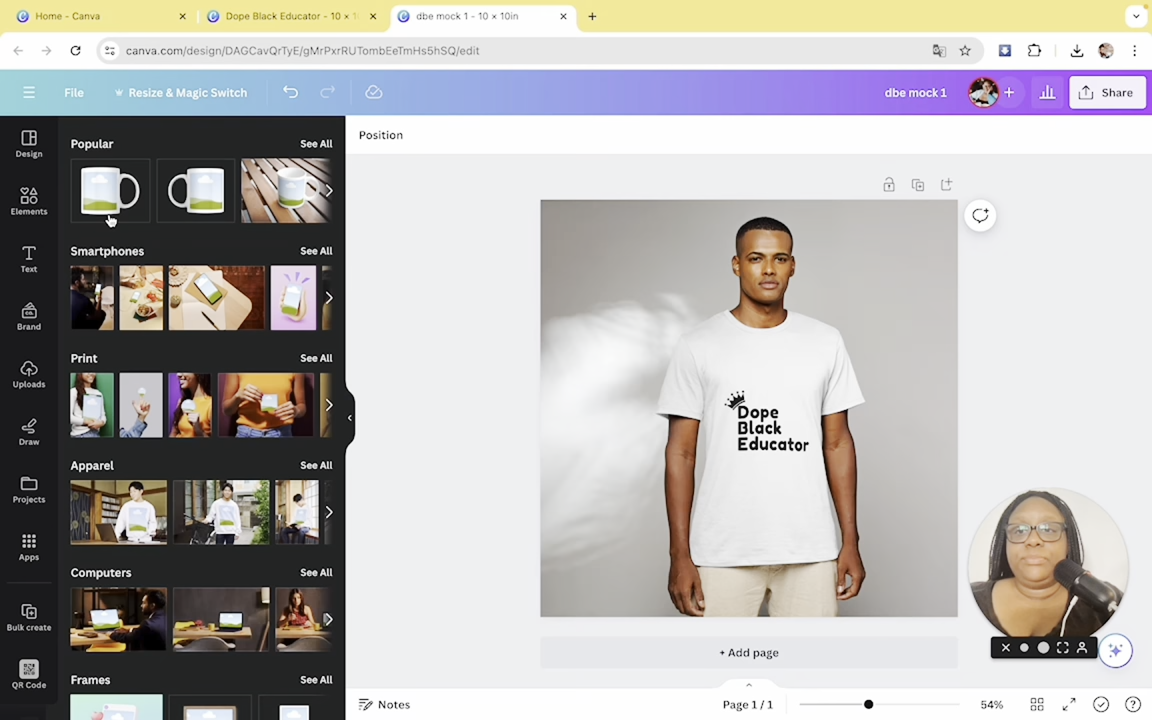 Home - Canva
Dope Black Educator - 10 × 1
dbe mock 1 - 10 × 10in
canva.com/design/DAGCavQrTyE/gMrPxrRUTombEeTmHs5hSQ/edit
File
Resize & Magic Switch
dbe mock 1
Share
Design
Elements
Text
Brand
Uploads
Draw
Projects
Apps
Bulk create
QR Code
Popular
See All
Smartphones
See All
Print
See All
Apparel
See All
Computers
See All
Frames
See All
Position
Dope
Black
Educator
+ Add page
Notes
Page 1 / 1
54%